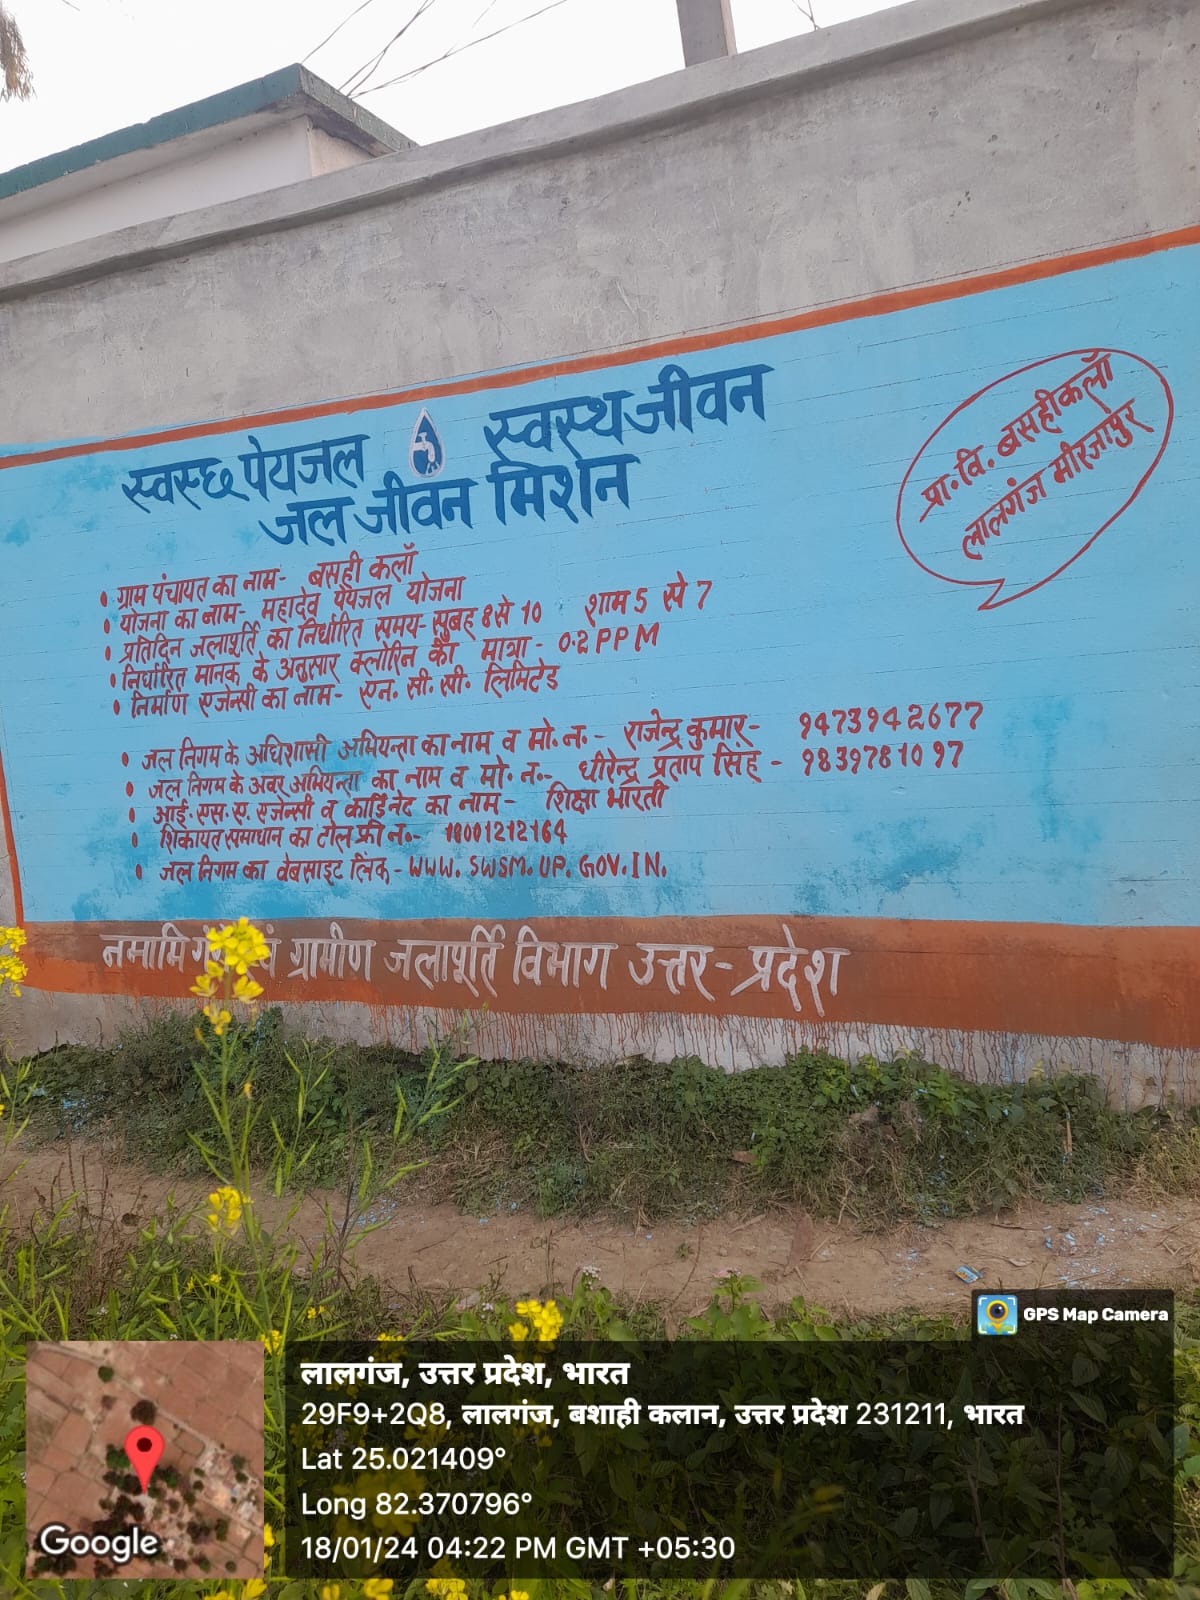 स्वस्छ पेयजल स्वस्थ जीवन
जल जीवन मिशन
प्रा॰ वि॰ बसहीकलाॅ
लालगंज मीरजापुर
• ग्राम पंचायत का नाम- बसही कलाॅ
• योजना का नाम- महादेव पेयजल योजना
• प्रतिदिन जलापूर्ति का निर्धारित समय- सुबह 8 से 10 शाम 5 से 7
• निर्धारित मानक के अनुसार क्लोरिन की मात्रा- 0.2 PPM
• निर्माण एजेन्सी का नाम- एन. सी. सी. लिमिटेड
• जल निगम के अधिशासी अभियन्ता का नाम व मो. न. - राजेन्द्र कुमार- 9473942677
• जल निगम के अवर अभियन्ता का नाम व मो. न.- धीरेन्द्र प्रताप सिंह - 9839781097
• आई. एस. ए. एजेन्सी व कार्डिनेट का नाम- शिक्षा भारती
• शिकायत समाधान का टोल फ्री न.- 18001212164
• जल निगम का वेबसाइट लिंक- WWW. SWSM. UP. GOV. IN.
नमामि गंगे एवं ग्रामीण जलापूर्ति विभाग उत्तर-प्रदेश
GPS Map Camera
लालगंज, उत्तर प्रदेश, भारत
29F9+2Q8, लालगंज, बशाही कलान, उत्तर प्रदेश 231211, भारत
Lat 25.021409°
Long 82.370796°
18/01/24 04:22 PM GMT +05:30
Google